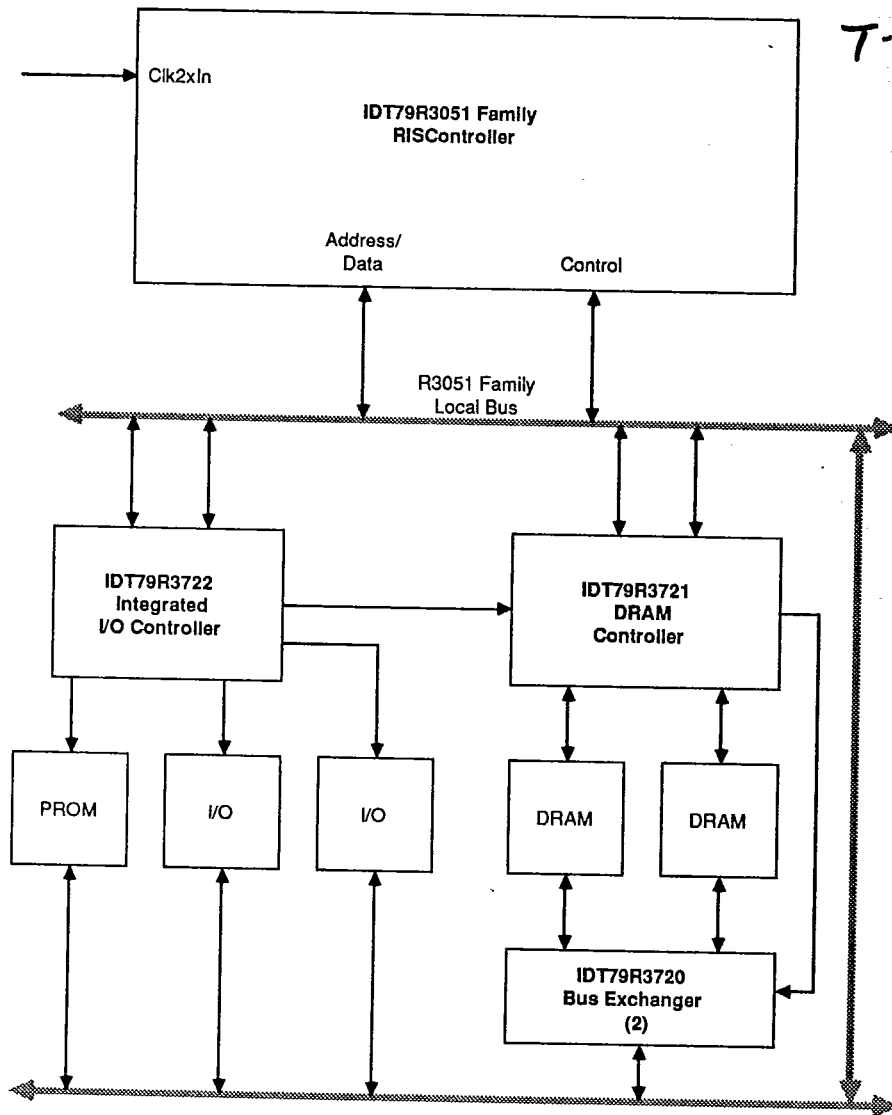 T-
Clk2xIn
IDT79R3051 Family
RISController
Address/
Data
Control
R3051 Family
Local Bus
IDT79R3722
Integrated
I/O Controller
IDT79R3721
DRAM
Controller
PROM
I/O
I/O
DRAM
DRAM
IDT79R3720
Bus Exchanger
(2)